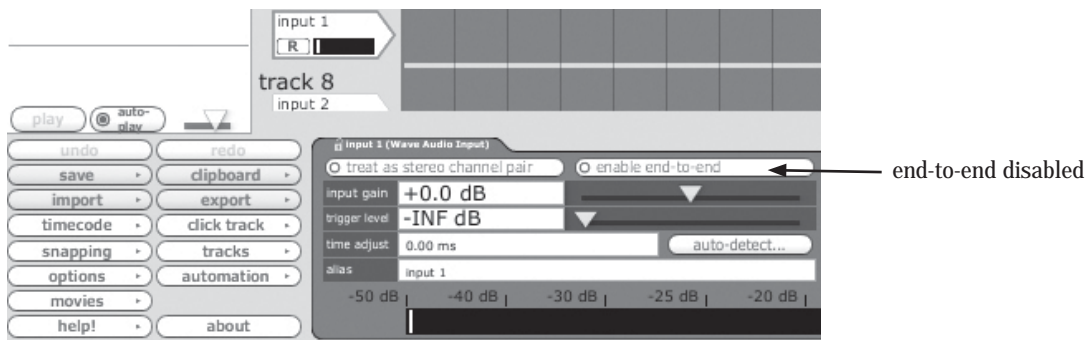 input 1
R
track 8
input 2
play auto-play
undo redo
save clipboard
import export
timecode click track
snapping tracks
options automation
movies
help! about
input 1 (Wave Audio Input)
treat as stereo channel pair enable end-to-end
end-to-end disabled
input gain +0.0 dB
trigger level -INF dB
time adjust 0.00 ms auto-detect...
alias input 1
-50 dB -40 dB -30 dB -25 dB -20 dB